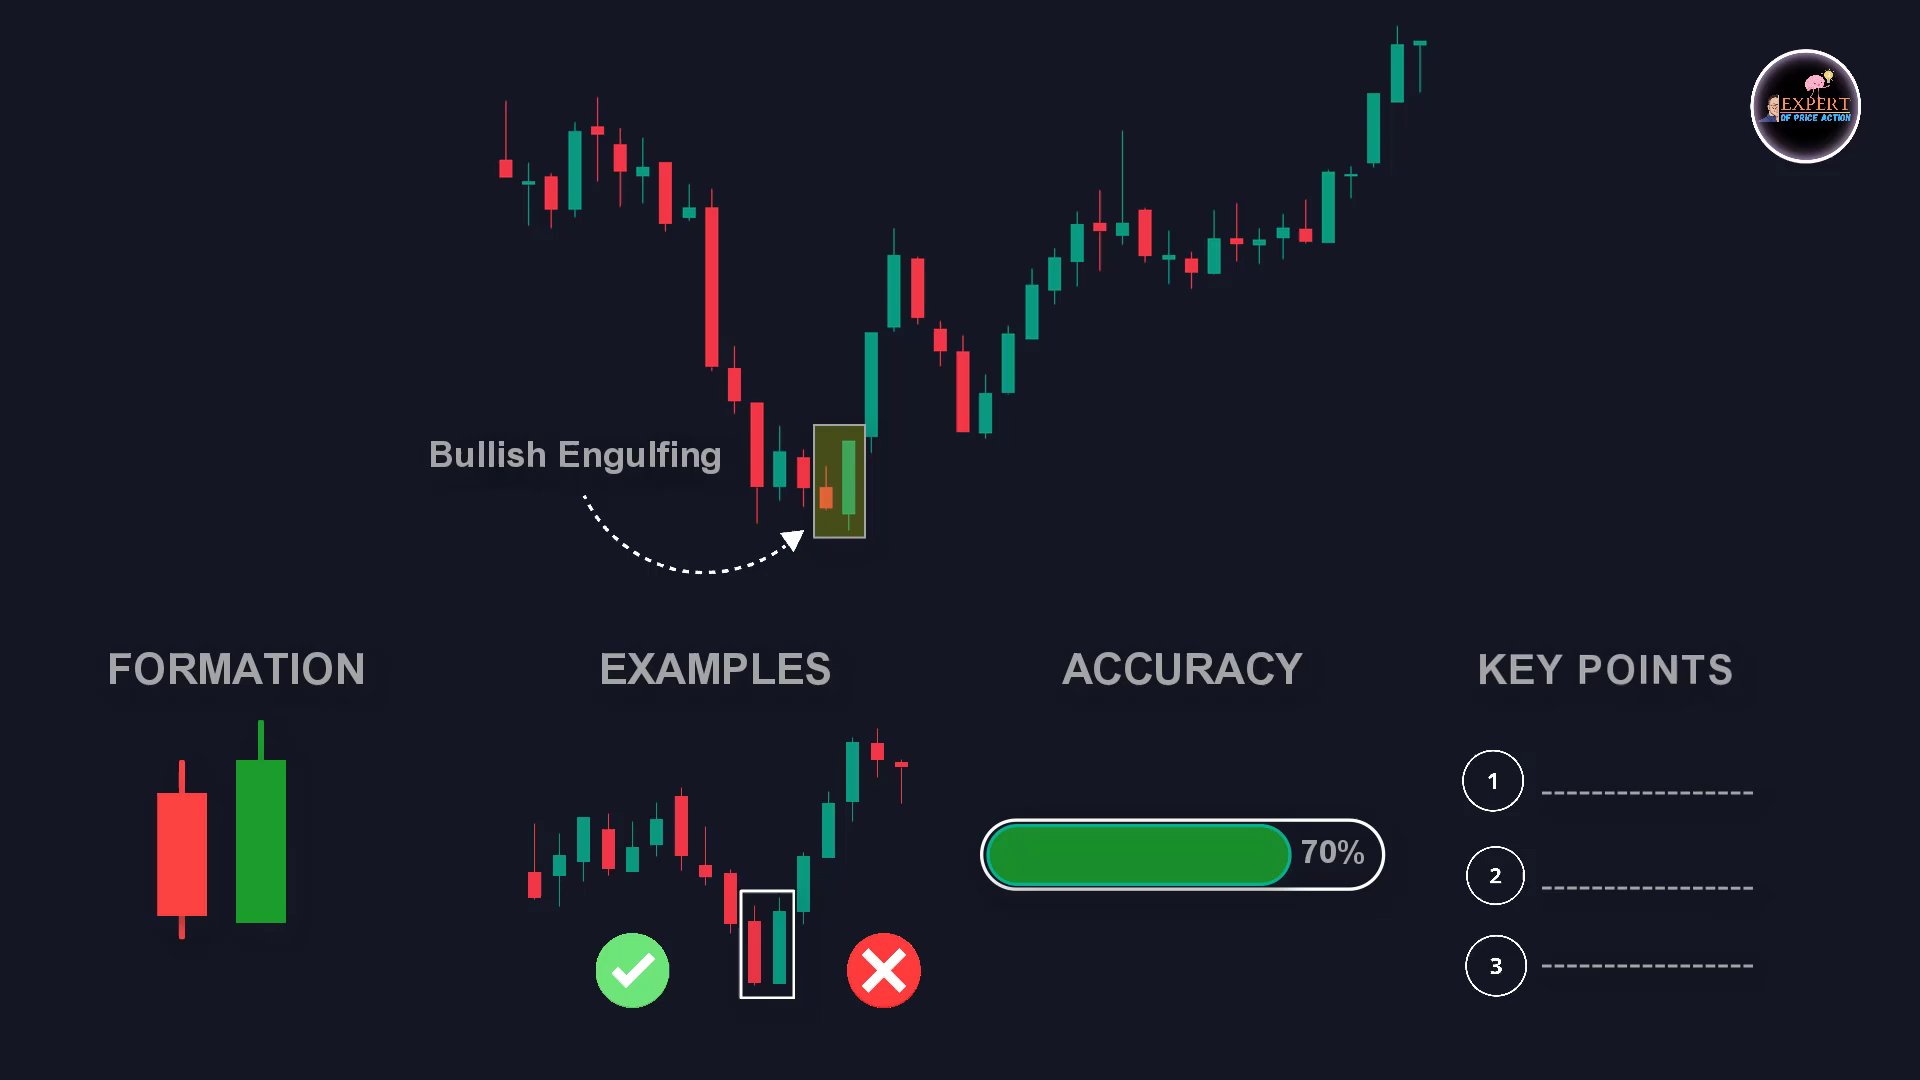 EXPERT
OF PRICE ACTION
Bullish Engulfing
FORMATION
EXAMPLES
ACCURACY
KEY POINTS
70%
1
2
3